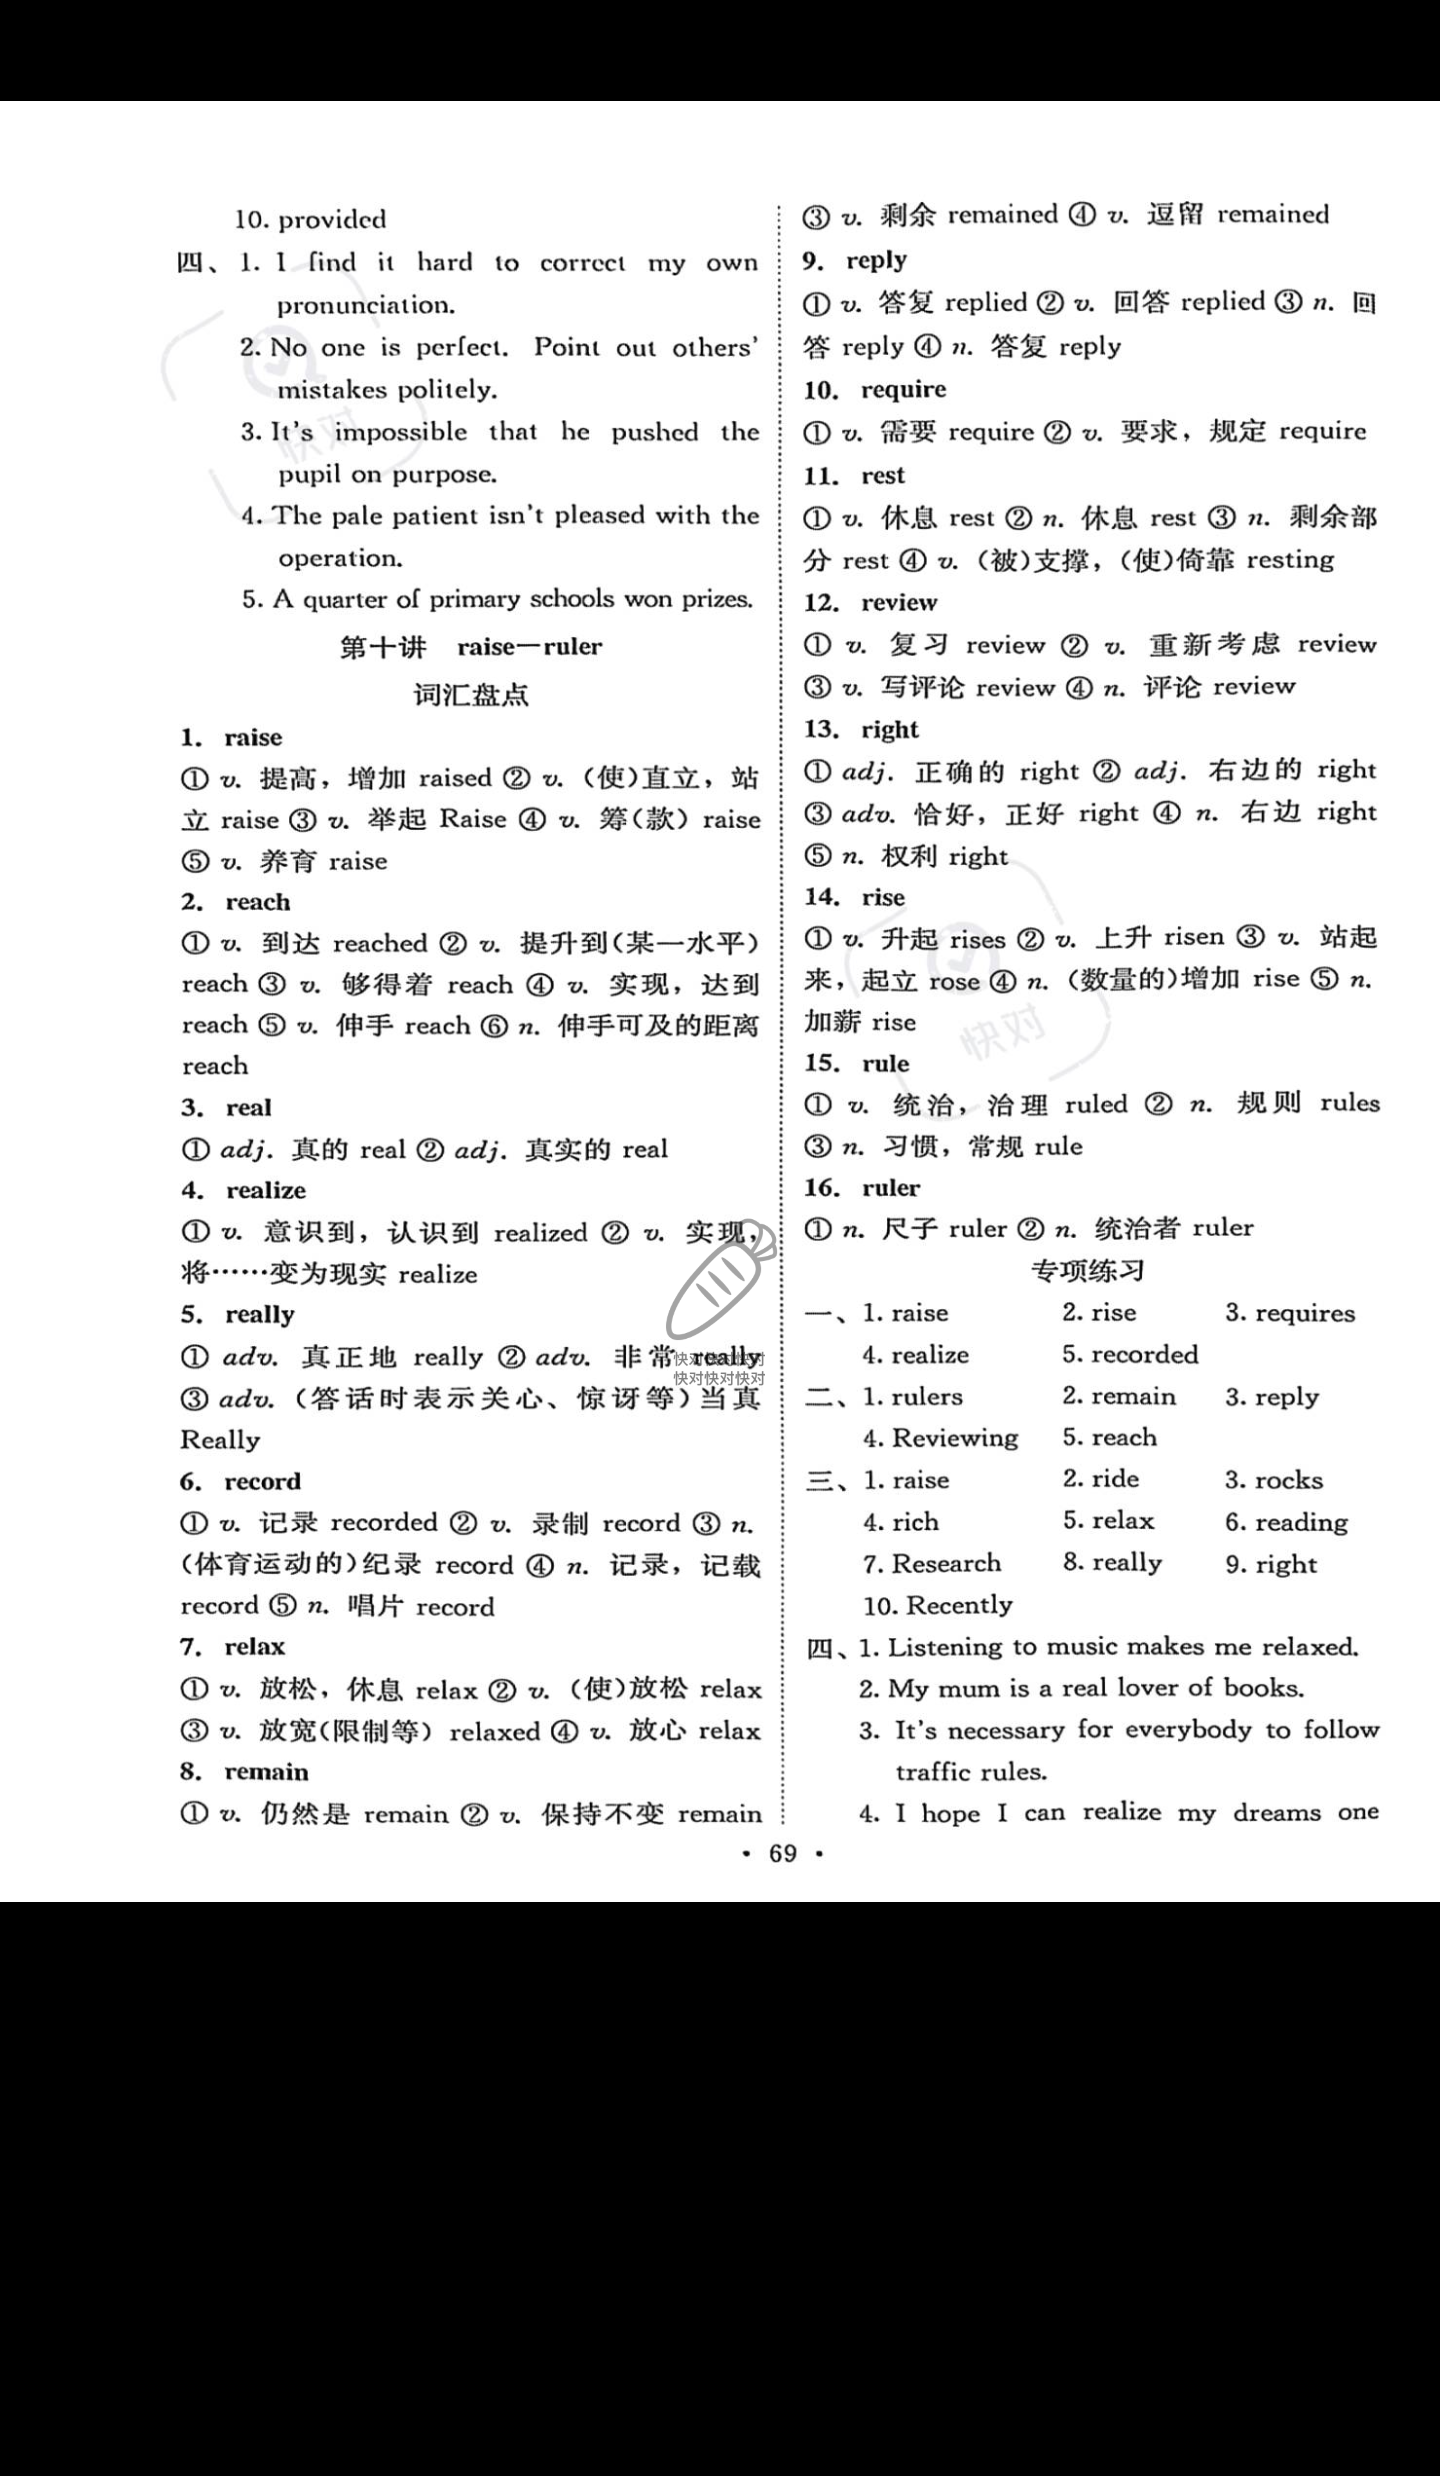 10. provided
四、1. I find it hard to correct my own
pronunciation.
2. No one is perfect. Point out others'
mistakes politely.
3. It's impossible that he pushed the
pupil on purpose.
4. The pale patient isn't pleased with the
operation.
5. A quarter of primary schools won prizes.
第十讲 raise—ruler
词汇盘点
1. raise
① v. 提高，增加 raised ② v.（使）直立，站
立 raise ③ v. 举起 Raise ④ v. 筹（款）raise
⑤ v. 养育 raise
2. reach
① v. 到达 reached ② v. 提升到（某一水平）
reach ③ v. 够得着 reach ④ v. 实现，达到
reach ⑤ v. 伸手 reach ⑥ n. 伸手可及的距离
reach
3. real
① adj. 真的 real ② adj. 真实的 real
4. realize
① v. 意识到，认识到 realized ② v. 实现，
将……变为现实 realize
5. really
① adv. 真正地 really ② adv. 非常 really
③ adv.（答话时表示关心、惊讶等）当真
Really
6. record
① v. 记录 recorded ② v. 录制 record ③ n.
（体育运动的）纪录 record ④ n. 记录，记载
record ⑤ n. 唱片 record
7. relax
① v. 放松，休息 relax ② v.（使）放松 relax
③ v. 放宽（限制等）relaxed ④ v. 放心 relax
8. remain
① v. 仍然是 remain ② v. 保持不变 remain
③ v. 剩余 remained ④ v. 逗留 remained
9. reply
① v. 答复 replied ② v. 回答 replied ③ n. 回
答 reply ④ n. 答复 reply
10. require
① v. 需要 require ② v. 要求，规定 require
11. rest
① v. 休息 rest ② n. 休息 rest ③ n. 剩余部
分 rest ④ v.（被）支撑，（使）倚靠 resting
12. review
① v. 复习 review ② v. 重新考虑 review
③ v. 写评论 review ④ n. 评论 review
13. right
① adj. 正确的 right ② adj. 右边的 right
③ adv. 恰好，正好 right ④ n. 右边 right
⑤ n. 权利 right
14. rise
① v. 升起 rises ② v. 上升 risen ③ v. 站起
来，起立 rose ④ n.（数量的）增加 rise ⑤ n.
加薪 rise
15. rule
① v. 统治，治理 ruled ② n. 规则 rules
③ n. 习惯，常规 rule
16. ruler
① n. 尺子 ruler ② n. 统治者 ruler
专项练习
一、1. raise 2. rise 3. requires
4. realize 5. recorded
二、1. rulers 2. remain 3. reply
4. Reviewing 5. reach
三、1. raise 2. ride 3. rocks
4. rich 5. relax 6. reading
7. Research 8. really 9. right
10. Recently
四、1. Listening to music makes me relaxed.
2. My mum is a real lover of books.
3. It's necessary for everybody to follow
traffic rules.
4. I hope I can realize my dreams one
• 69 •
快对
快对
快对快对快对
快对快对快对